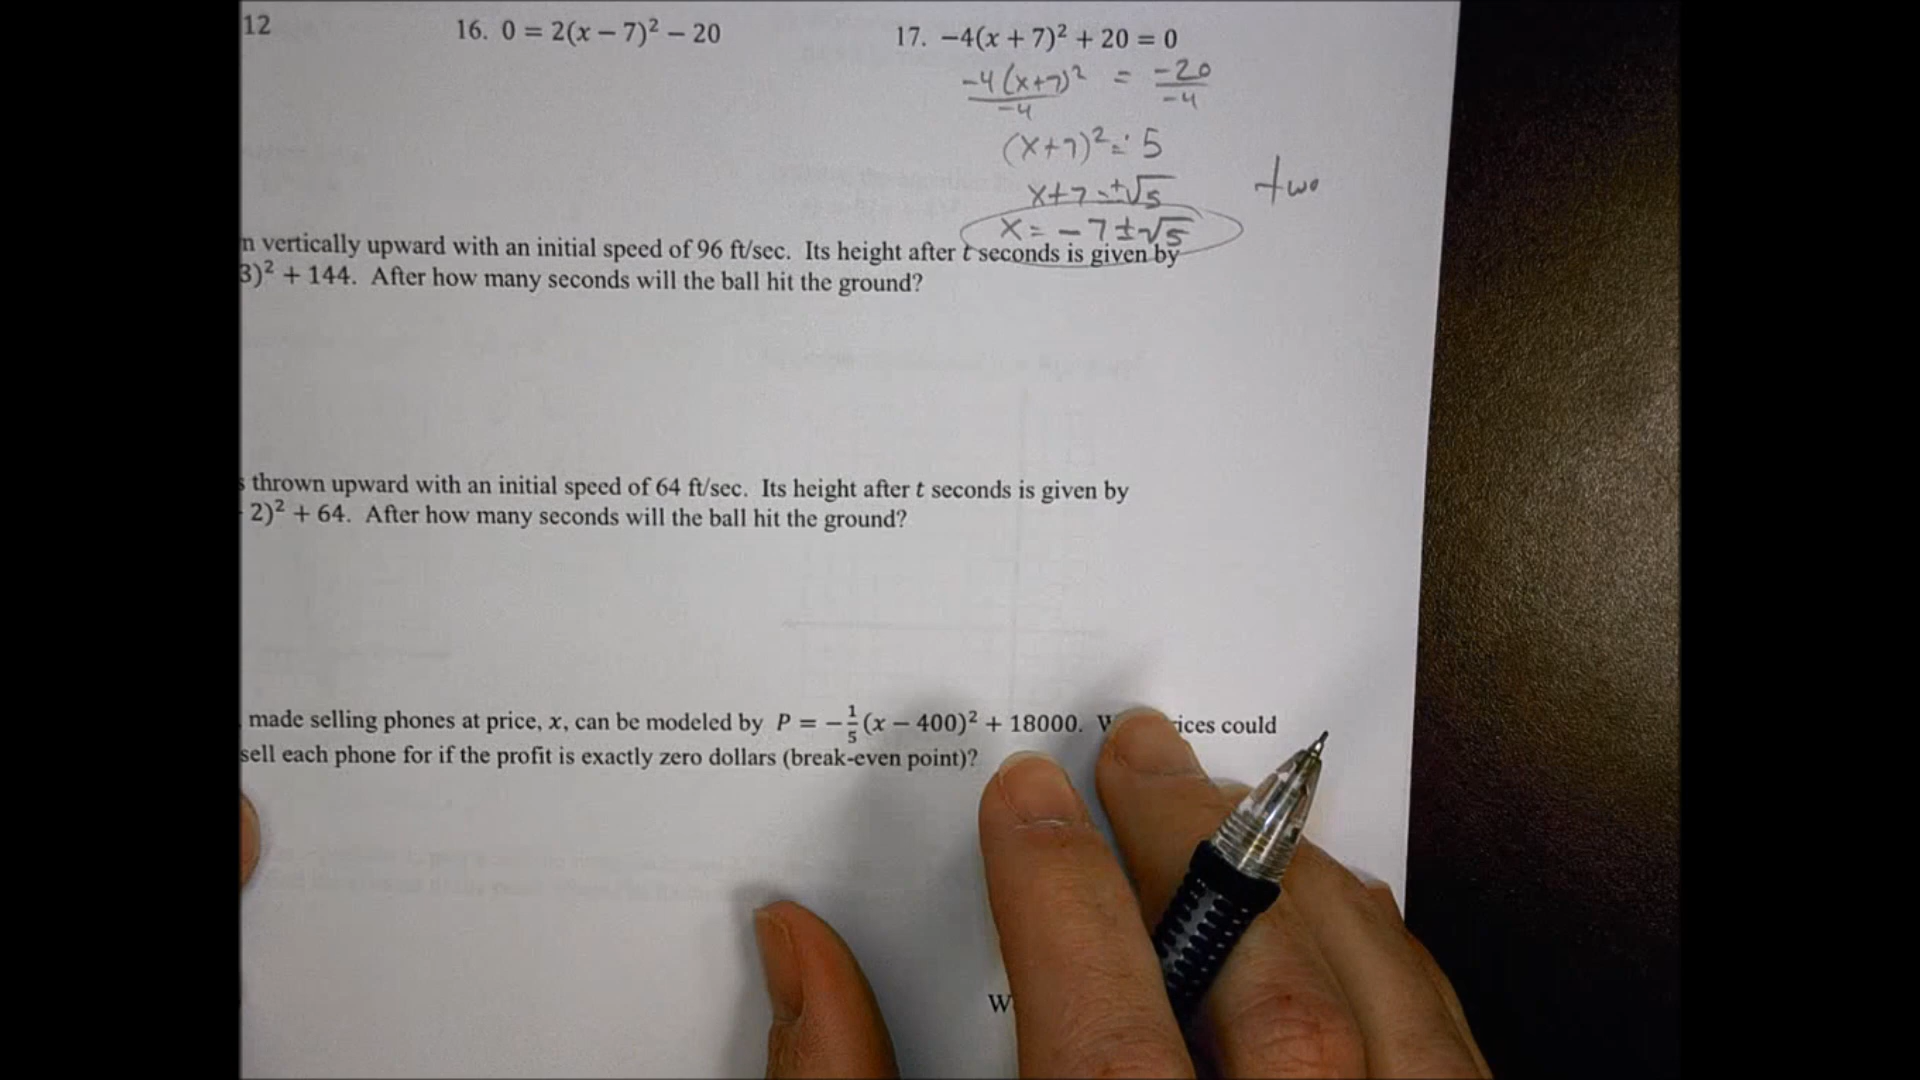 12
16. 0 = 2(x − 7)² − 20
17. −4(x + 7)² + 20 = 0
-4(x+7)² = -20
-4 -4
(x+7)² = 5
x+7 = ±√5
two
x = -7 ±√5
n vertically upward with an initial speed of 96 ft/sec. Its height after t seconds is given by
3)² + 144. After how many seconds will the ball hit the ground?
s thrown upward with an initial speed of 64 ft/sec. Its height after t seconds is given by
2)² + 64. After how many seconds will the ball hit the ground?
made selling phones at price, x, can be modeled by P = −1/5(x − 400)² + 18000. ices could
sell each phone for if the profit is exactly zero dollars (break-even point)?
W